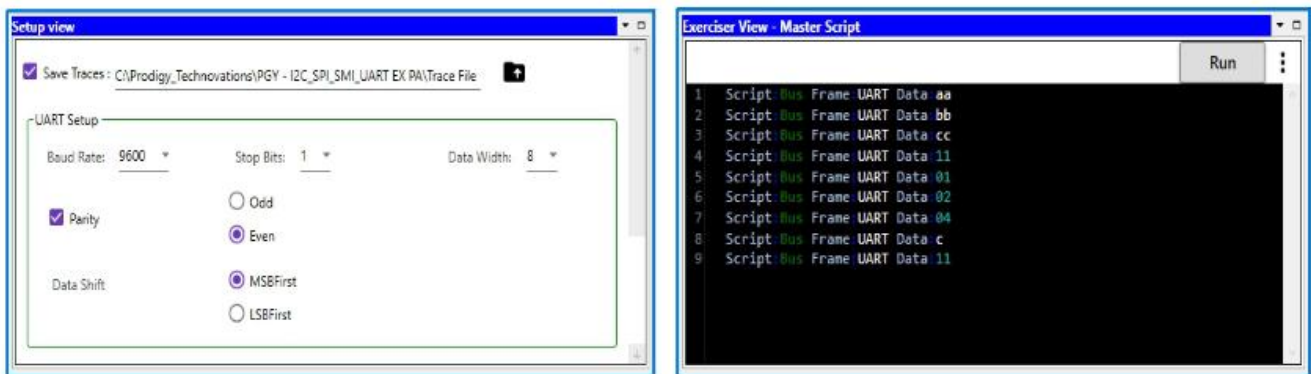 Setup view
Save Traces : C:\Prodigy_Technovations\PGY - I2C_SPI_SMI_UART EX PA\Trace File
UART Setup
Baud Rate: 9600 Stop Bits: 1 Data Width: 8
Parity
Odd
Even
Data Shift
MSBFirst
LSBFirst
Exerciser View - Master Script
Run
1 Script:Bus Frame:UART Data:aa
2 Script:Bus Frame:UART Data:bb
3 Script:Bus Frame:UART Data:cc
4 Script:Bus Frame:UART Data:11
5 Script:Bus Frame:UART Data:01
6 Script:Bus Frame:UART Data:02
7 Script:Bus Frame:UART Data:04
8 Script:Bus Frame:UART Data:c
9 Script:Bus Frame:UART Data:11